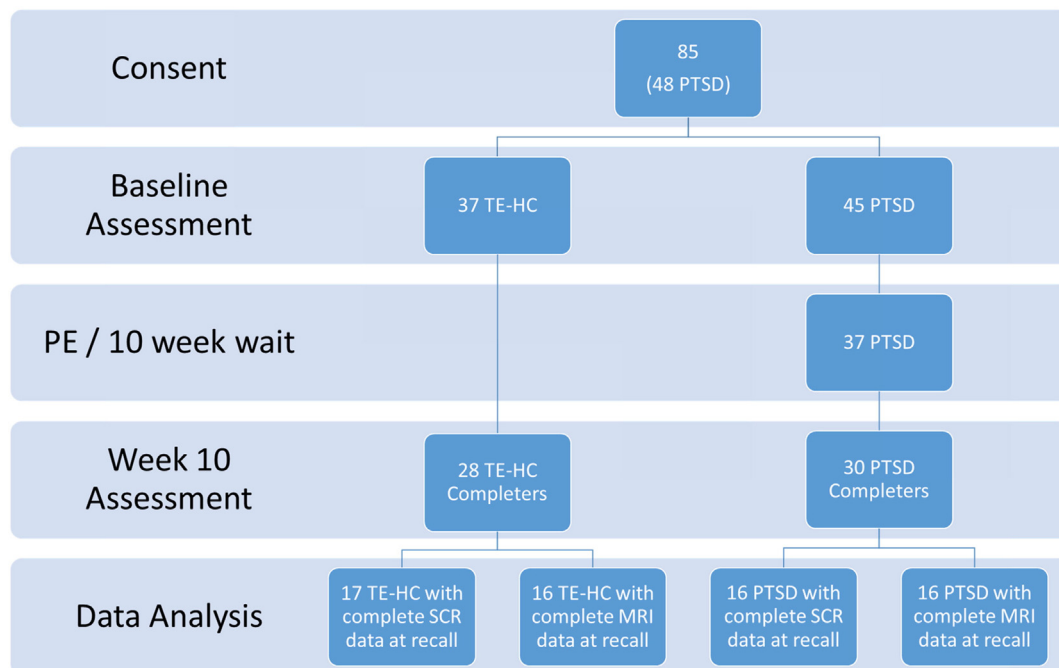 Consent
85
(48 PTSD)
Baseline
Assessment
37 TE-HC
45 PTSD
PE / 10 week wait
37 PTSD
Week 10
Assessment
28 TE-HC
Completers
30 PTSD
Completers
Data Analysis
17 TE-HC with
complete SCR
data at recall
16 TE-HC with
complete MRI
data at recall
16 PTSD with
complete SCR
data at recall
16 PTSD with
complete MRI
data at recall